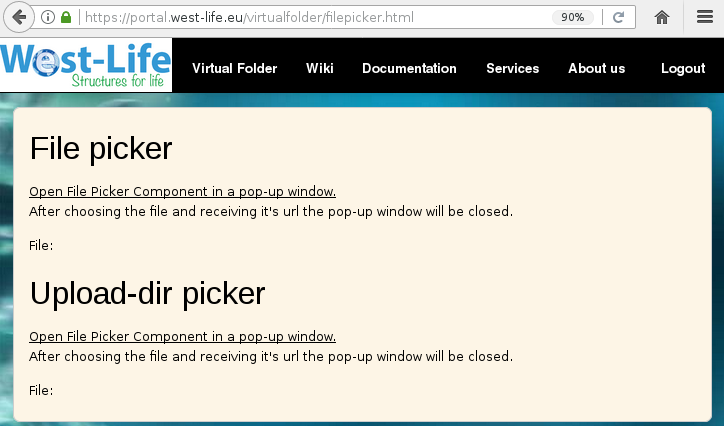 https://portal.west-life.eu/virtualfolder/filepicker.html 90%
West-Life
Structures for life
Virtual Folder Wiki Documentation Services About us Logout
File picker
Open File Picker Component in a pop-up window.
After choosing the file and receiving it's url the pop-up window will be closed.
File:
Upload-dir picker
Open File Picker Component in a pop-up window.
After choosing the file and receiving it's url the pop-up window will be closed.
File: